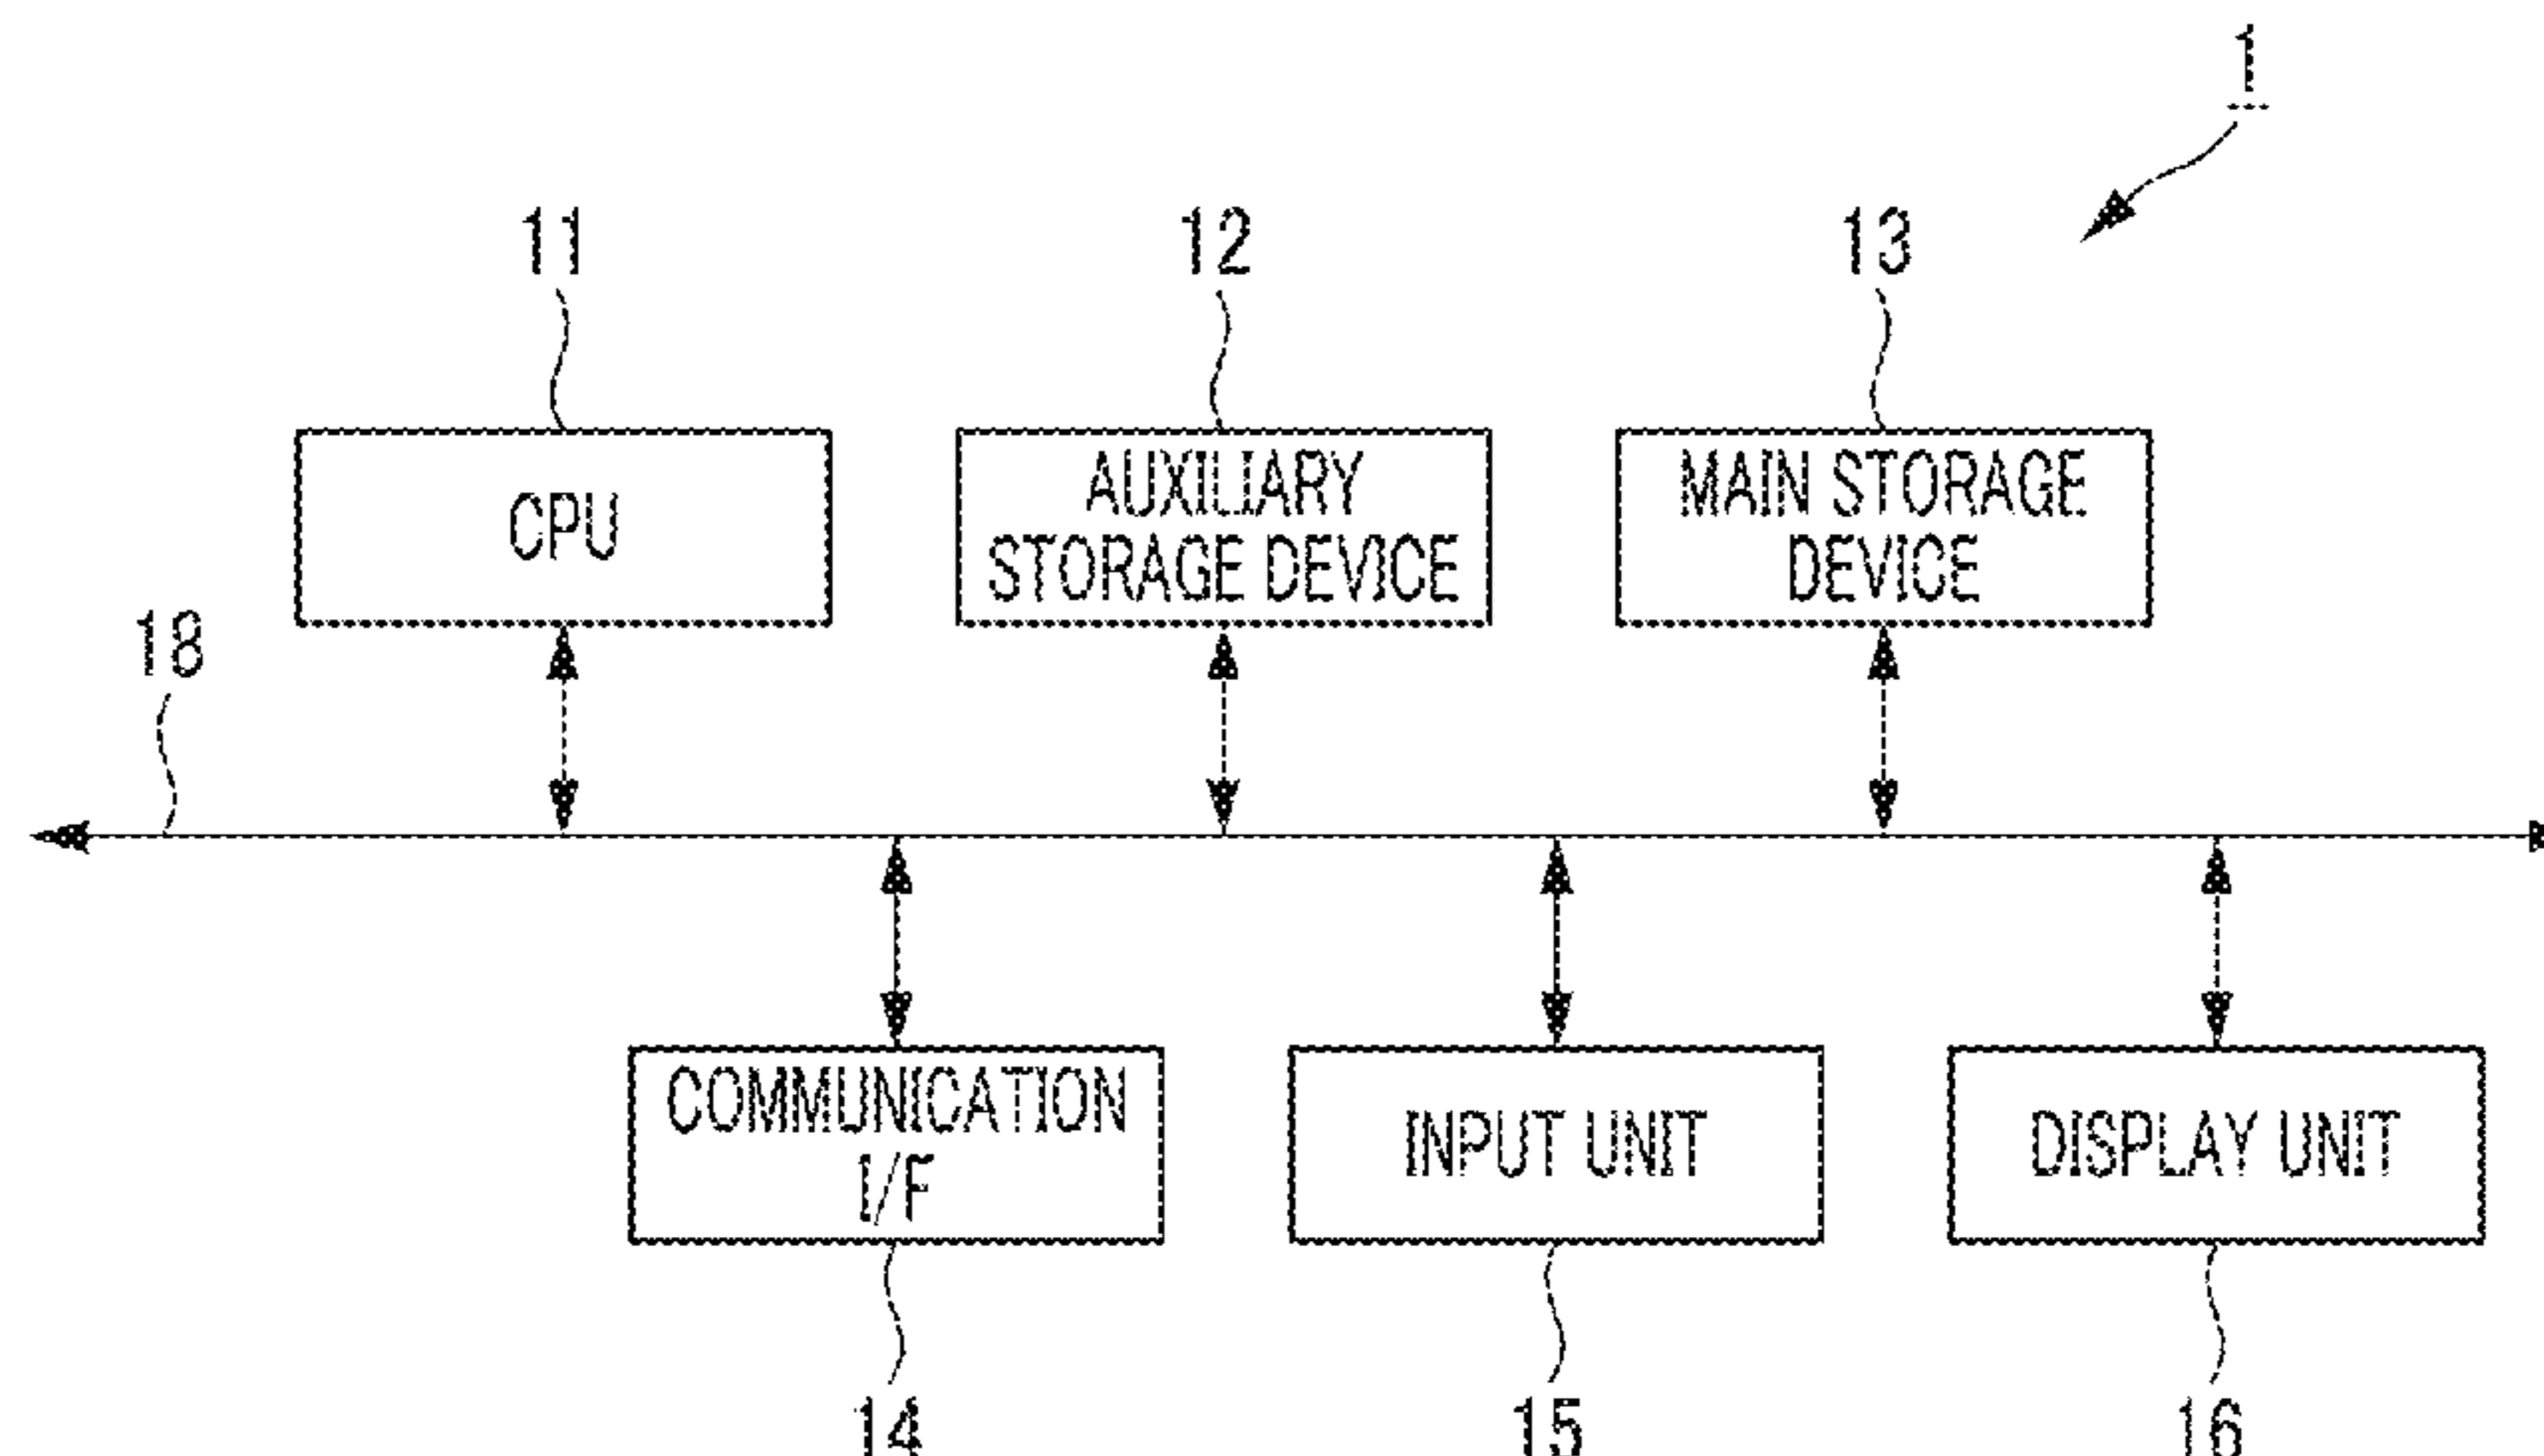 1
11
12
13
CPU
AUXILIARY
STORAGE DEVICE
MAIN STORAGE
DEVICE
18
COMMUNICATION
I/F
INPUT UNIT
DISPLAY UNIT
14
15
16